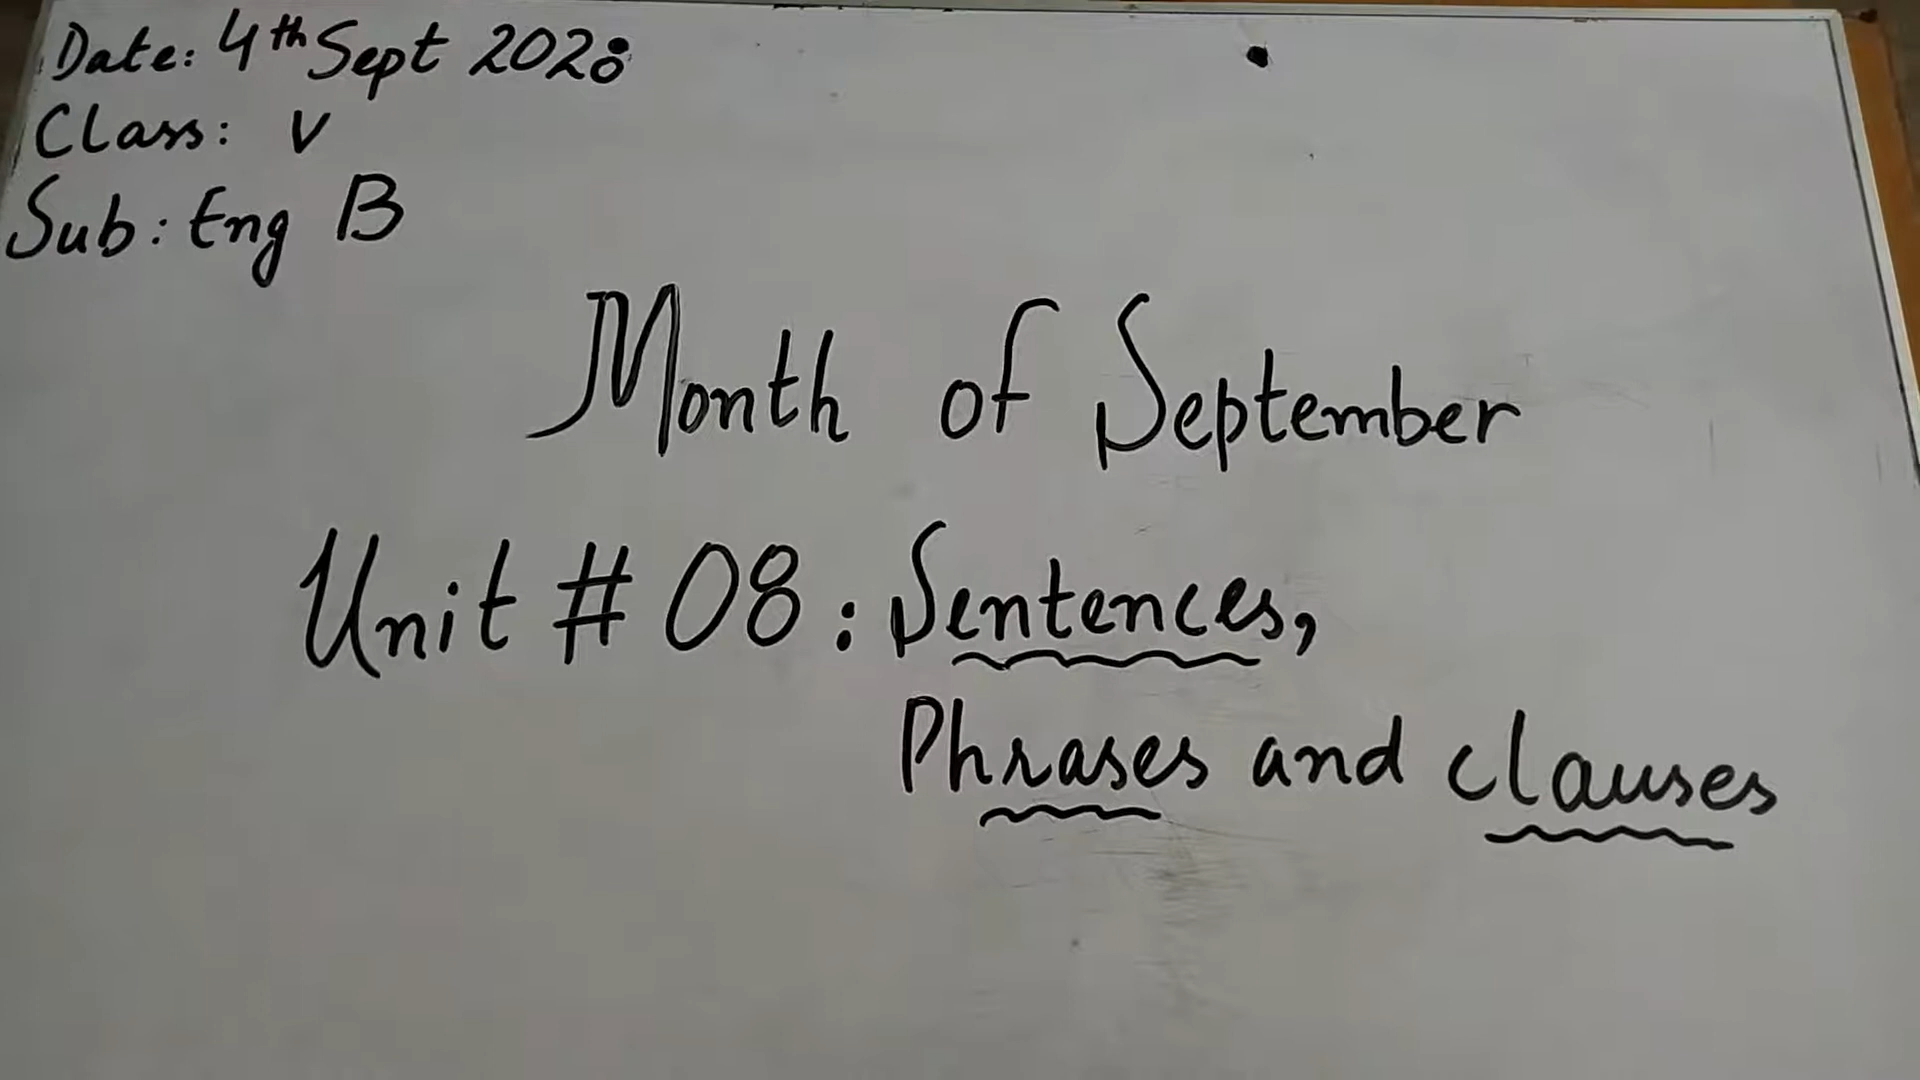 Date: 4th Sept 2020
Class: V
Sub: Eng B
Month of September
Unit # 08: Sentences,
Phrases and clauses